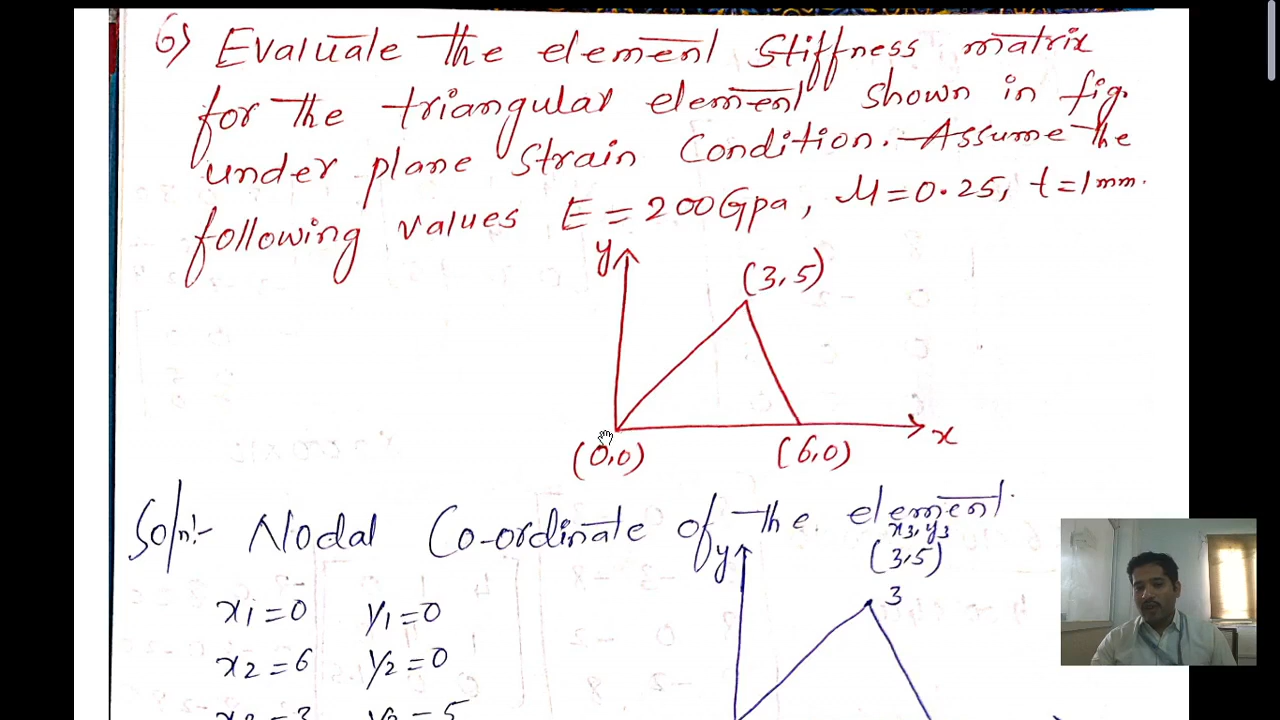 6) Evaluate the element stiffness matrix
for the triangular element shown in fig.
under plane strain Condition. Assume the
following values E = 200Gpa, μ=0.25, t=1mm.
y
(3,5)
(0,0)
(6,0)
x
Soln:- Nodal Co-ordinate of the element.
x3,y3
(3,5)
y
3
x1=0 y1=0
x2=6 y2=0